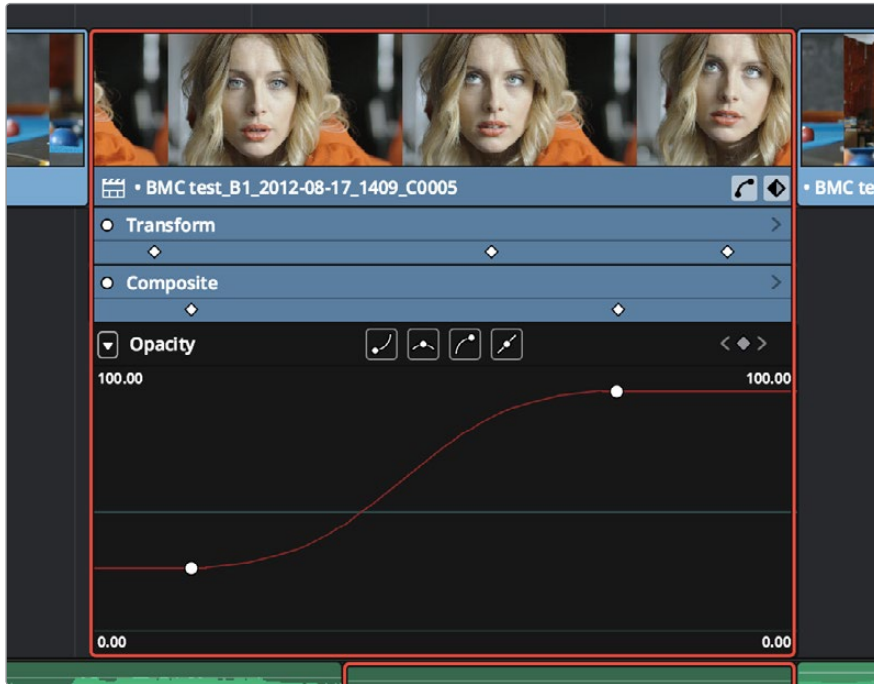 • BMC test_B1_2012-08-17_1409_C0005
• BMC te
Transform
Composite
Opacity
100.00
100.00
0.00
0.00